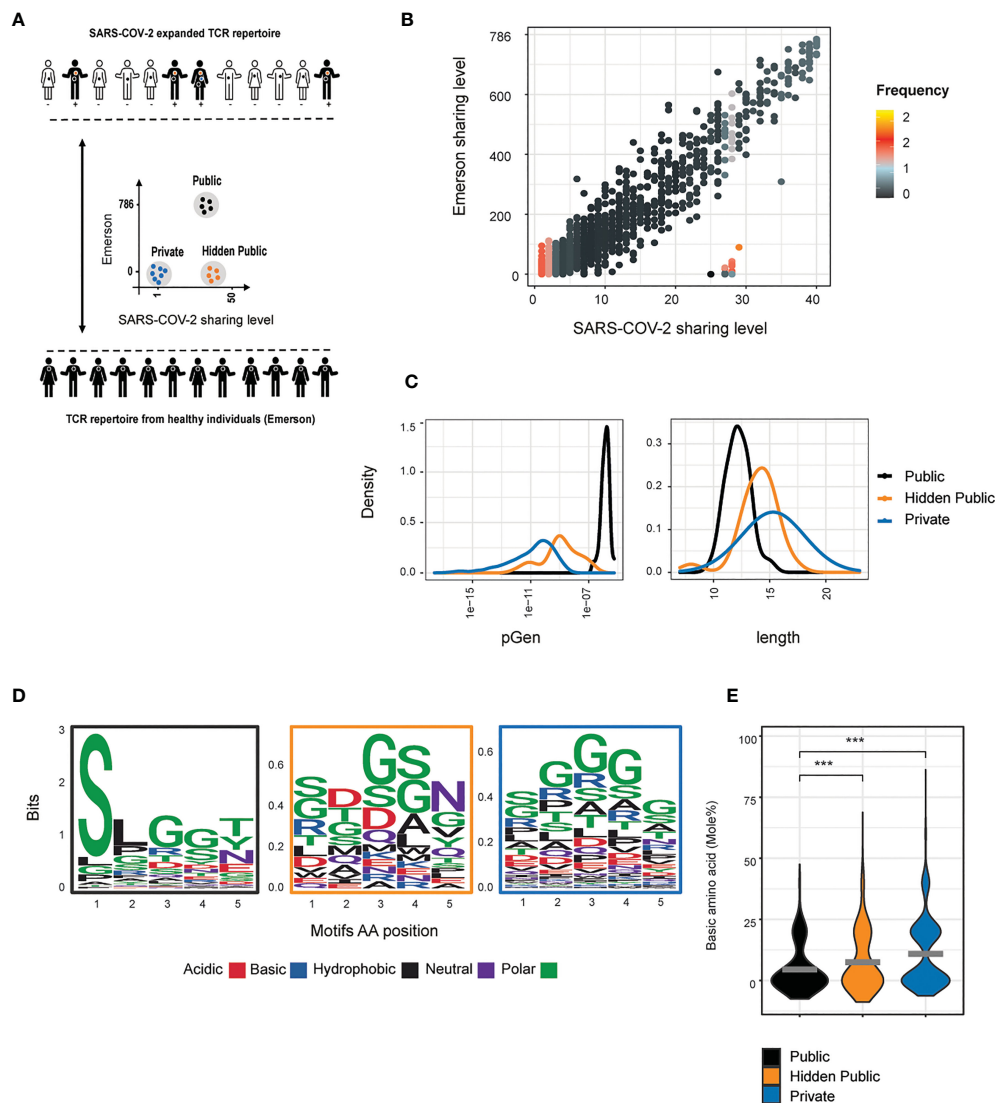 A
SARS-COV-2 expanded TCR repertoire
- + - - - + + - - - - +
Emerson
786
0
Public
Private
Hidden Public
1
50
SARS-COV-2 sharing level
TCR repertoire from healthy individuals (Emerson)
B
Emerson sharing level
786
600
400
200
0
0 10 20 30 40
SARS-COV-2 sharing level
Frequency
2
2
1
1
0
C
Density
1.5
1.0
0.5
0.0
1e-15
1e-11
1e-07
pGen
0.3
0.2
0.1
0.0
10
15
20
length
Public
Hidden Public
Private
D
Bits
3
2
1
0
0.6
0.4
0.2
0.0
0.6
0.4
0.2
0.0
1 2 3 4 5
1 2 3 4 5
1 2 3 4 5
Motifs AA position
Acidic Basic Hydrophobic Neutral Polar
E
Basic amino acid (Mole%)
100
75
50
25
0
***
***
Public
Hidden Public
Private